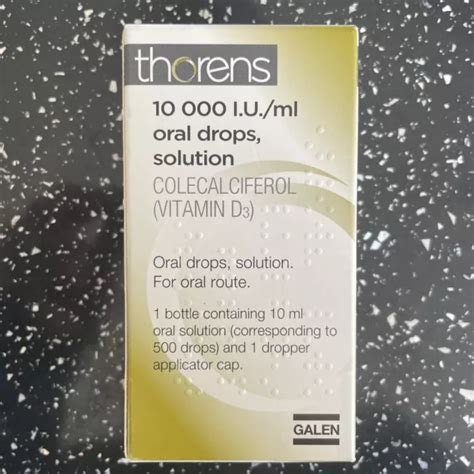 thorens
10 000 I.U./ml
oral drops,
solution
COLECALCIFEROL
(VITAMIN D3)
Oral drops, solution.
For oral route.
1 bottle containing 10 ml
oral solution (corresponding to
500 drops) and 1 dropper
applicator cap.
GALEN